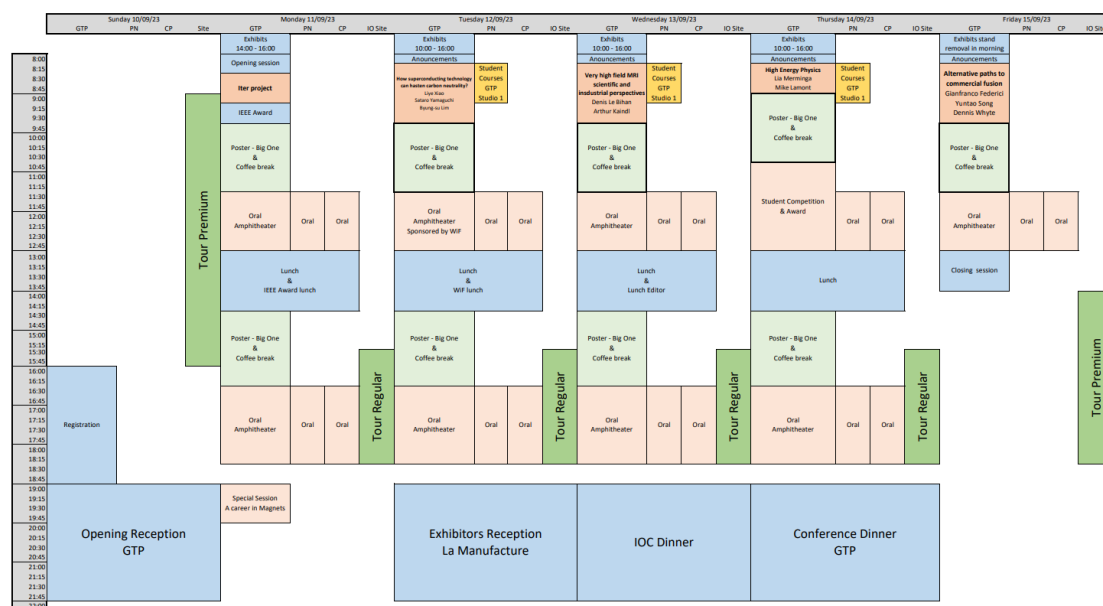 Sunday 10/09/23
Monday 11/09/23
Tuesday 12/09/23
Wednesday 13/09/23
Thursday 14/09/23
Friday 15/09/23
GTP PN CP Site
GTP PN CP IO Site
GTP PN CP IO Site
GTP PN CP IO Site
GTP PN CP IO Site
GTP PN CP IO Site
8:00
8:15
8:30
8:45
9:00
9:15
9:30
9:45
10:00
10:15
10:30
10:45
11:00
11:15
11:30
11:45
12:00
12:15
12:30
12:45
13:00
13:15
13:30
13:45
14:00
14:15
14:30
14:45
15:00
15:15
15:30
15:45
16:00
16:15
16:30
16:45
17:00
17:15
17:30
17:45
18:00
18:15
18:30
18:45
19:00
19:15
19:30
19:45
20:00
20:15
20:30
20:45
21:00
21:15
21:30
21:45
Registration
Opening Reception
GTP
Tour Premium
Exhibits
14:00 - 16:00
Opening session
Iter project
IEEE Award
Poster - Big One
&
Coffee break
Oral
Amphitheater
Oral
Oral
Lunch
&
IEEE Award lunch
Poster - Big One
&
Coffee break
Oral
Amphitheater
Oral
Oral
Tour Regular
Special Session
A career in Magnets
Exhibits
10:00 - 16:00
Anouncements
How superconducting technology
can hasten carbon neutrality?
Liye Xiao
Satoru Yamaguchi
Byung-su Lim
Student
Courses
GTP
Studio 1
Poster - Big One
&
Coffee break
Oral
Amphitheater
Sponsored by WiF
Oral
Oral
Lunch
&
WiF lunch
Poster - Big One
&
Coffee break
Oral
Amphitheater
Oral
Oral
Tour Regular
Exhibitors Reception
La Manufacture
Exhibits
10:00 - 16:00
Anouncements
Very high field MRI
scientific and
insdustrial perspectives
Denis Le Bihan
Arthur Kaindl
Student
Courses
GTP
Studio 1
Poster - Big One
&
Coffee break
Oral
Amphitheater
Oral
Oral
Lunch
&
Lunch Editor
Poster - Big One
&
Coffee break
Oral
Amphitheater
Oral
Oral
Tour Regular
IOC Dinner
Exhibits
10:00 - 16:00
Anouncements
High Energy Physics
Lia Merminga
Mike Lamont
Student
Courses
GTP
Studio 1
Poster - Big One
&
Coffee break
Student Competition
& Award
Oral
Oral
Lunch
Poster - Big One
&
Coffee break
Oral
Amphitheater
Oral
Oral
Tour Regular
Conference Dinner
GTP
Exhibits stand
removal in morning
Anouncements
Alternative paths to
commercial fusion
Gianfranco Federici
Yuntao Song
Dennis Whyte
Poster - Big One
&
Coffee break
Oral
Amphitheater
Oral
Oral
Closing session
Tour Premium